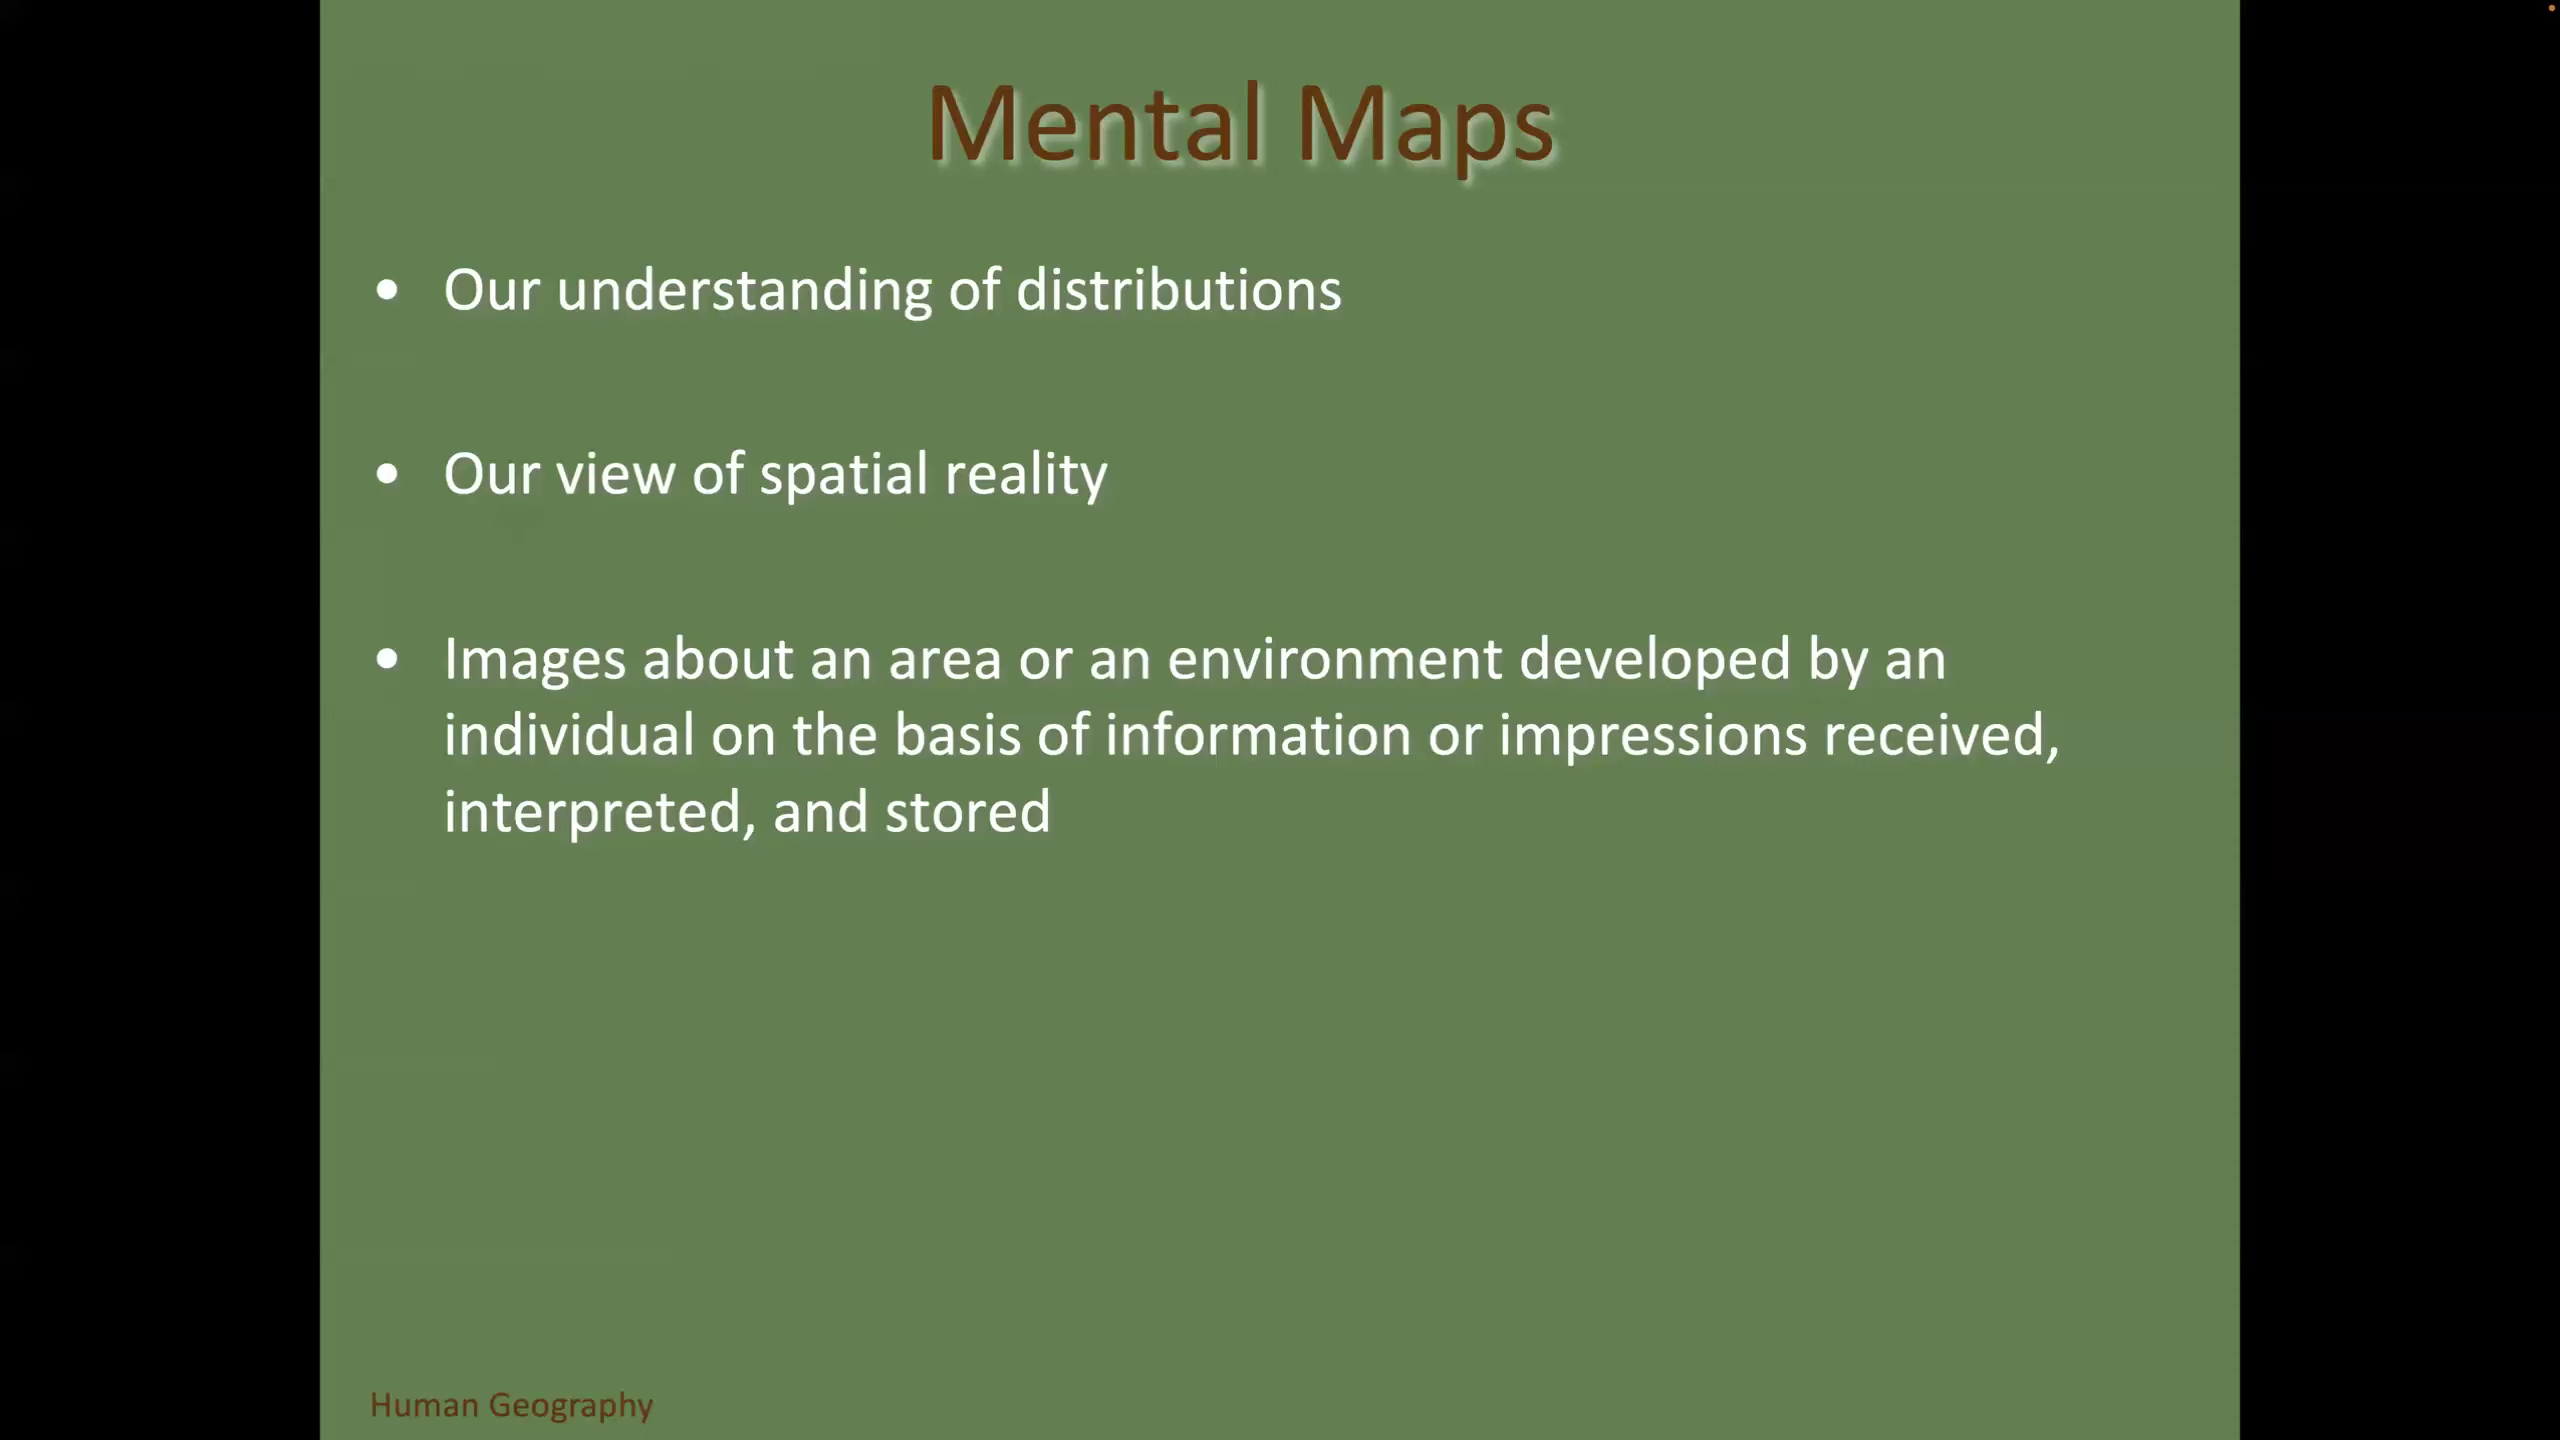 Mental Maps
• Our understanding of distributions
• Our view of spatial reality
• Images about an area or an environment developed by an
individual on the basis of information or impressions received,
interpreted, and stored
Human Geography